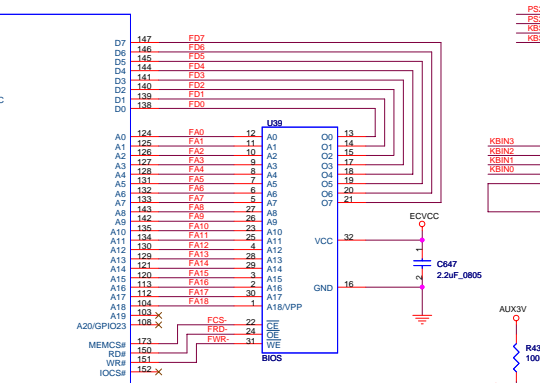 PS
PS
KB
KB
D7 147 FD7
D6 146 FD6
D5 145 FD5
D4 144 FD4
D3 141 FD3
D2 140 FD2
D1 139 FD1
D0 138 FD0
U39
A0 124 FA0 12 A0 O0 13
A1 125 FA1 11 A1 O1 14
A2 126 FA2 10 A2 O2 15
A3 127 FA3 9 A3 O3 17
A4 128 FA4 8 A4 O4 18
A5 131 FA5 7 A5 O5 19
A6 132 FA6 6 A6 O6 20
A7 133 FA7 5 A7 O7 21
A8 143 FA8 27 A8
A9 142 FA9 26 A9
A10 135 FA10 23 A10
A11 134 FA11 25 A11 VCC 32
A12 130 FA12 4 A12
A13 129 FA13 28 A13
A14 121 FA14 29 A14
A15 120 FA15 3 A15
A16 113 FA16 2 A16 GND 16
A17 112 FA17 30 A17
A18 104 FA18 1 A18/VPP
A19 103
A20/GPIO23 108 FCS- 22 CE
FRD- 24 OE
MEMCS# 173 FWR- 31 WE
RD# 150
WR# 151
IOCS# 152
BIOS
KBIN3
KBIN2
KBIN1
KBIN0
ECVCC
1
C647
2
2.2uF_0805
AUX3V
R43
100